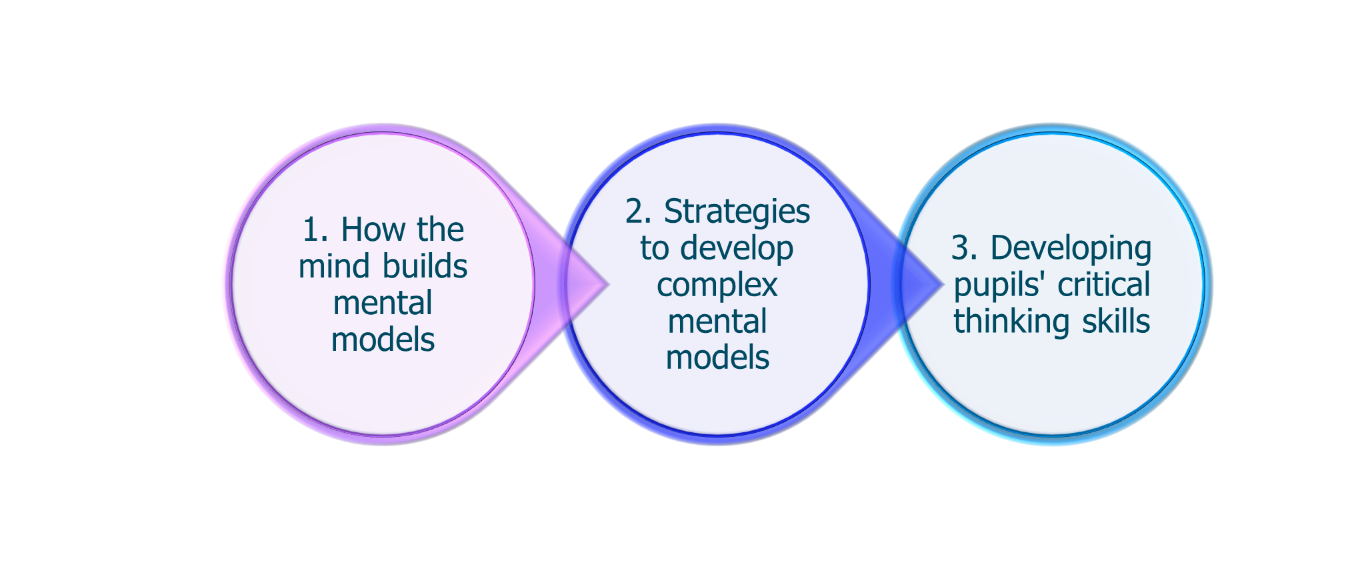 1. How the
mind builds
mental
models
2. Strategies
to develop
complex
mental
models
3. Developing
pupils' critical
thinking skills